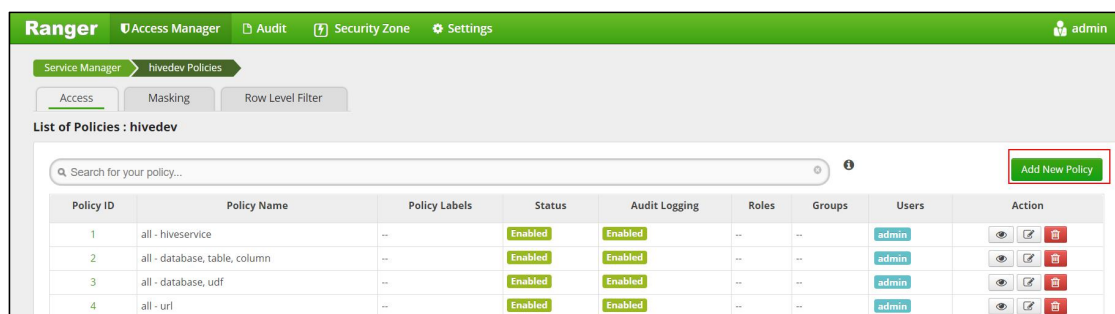 Ranger Access Manager Audit Security Zone Settings admin
Service Manager hivedev Policies
Access Masking Row Level Filter
List of Policies : hivedev
Search for your policy... Add New Policy
Policy ID Policy Name Policy Labels Status Audit Logging Roles Groups Users Action
1 all - hiveservice -- Enabled Enabled -- -- admin
2 all - database, table, column -- Enabled Enabled -- -- admin
3 all - database, udf -- Enabled Enabled -- -- admin
4 all - url -- Enabled Enabled -- -- admin